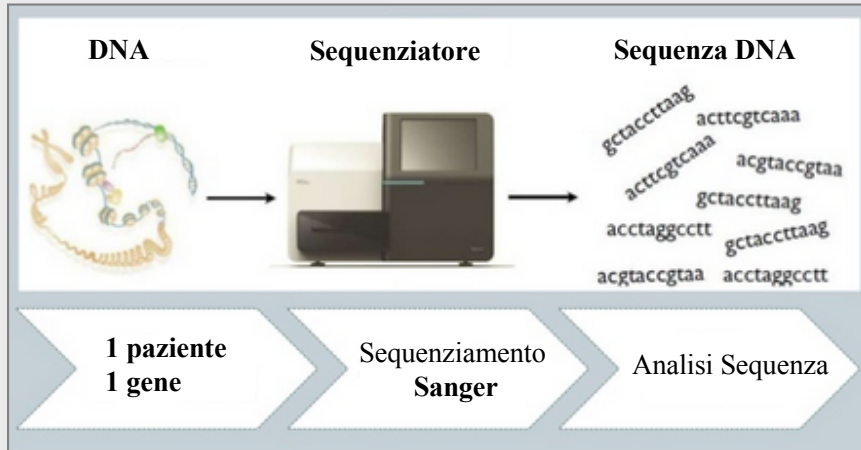 DNA
Sequenziatore
Sequenza DNA
gctaccttaag
acttcgtcaaa
acttcgtcaaa
acgtaccgtaa
gctaccttaag
acctaggcctt
gctaccttaag
acgtaccgtaa
acctaggcctt
1 paziente
1 gene
Sequenziamento
Sanger
Analisi Sequenza